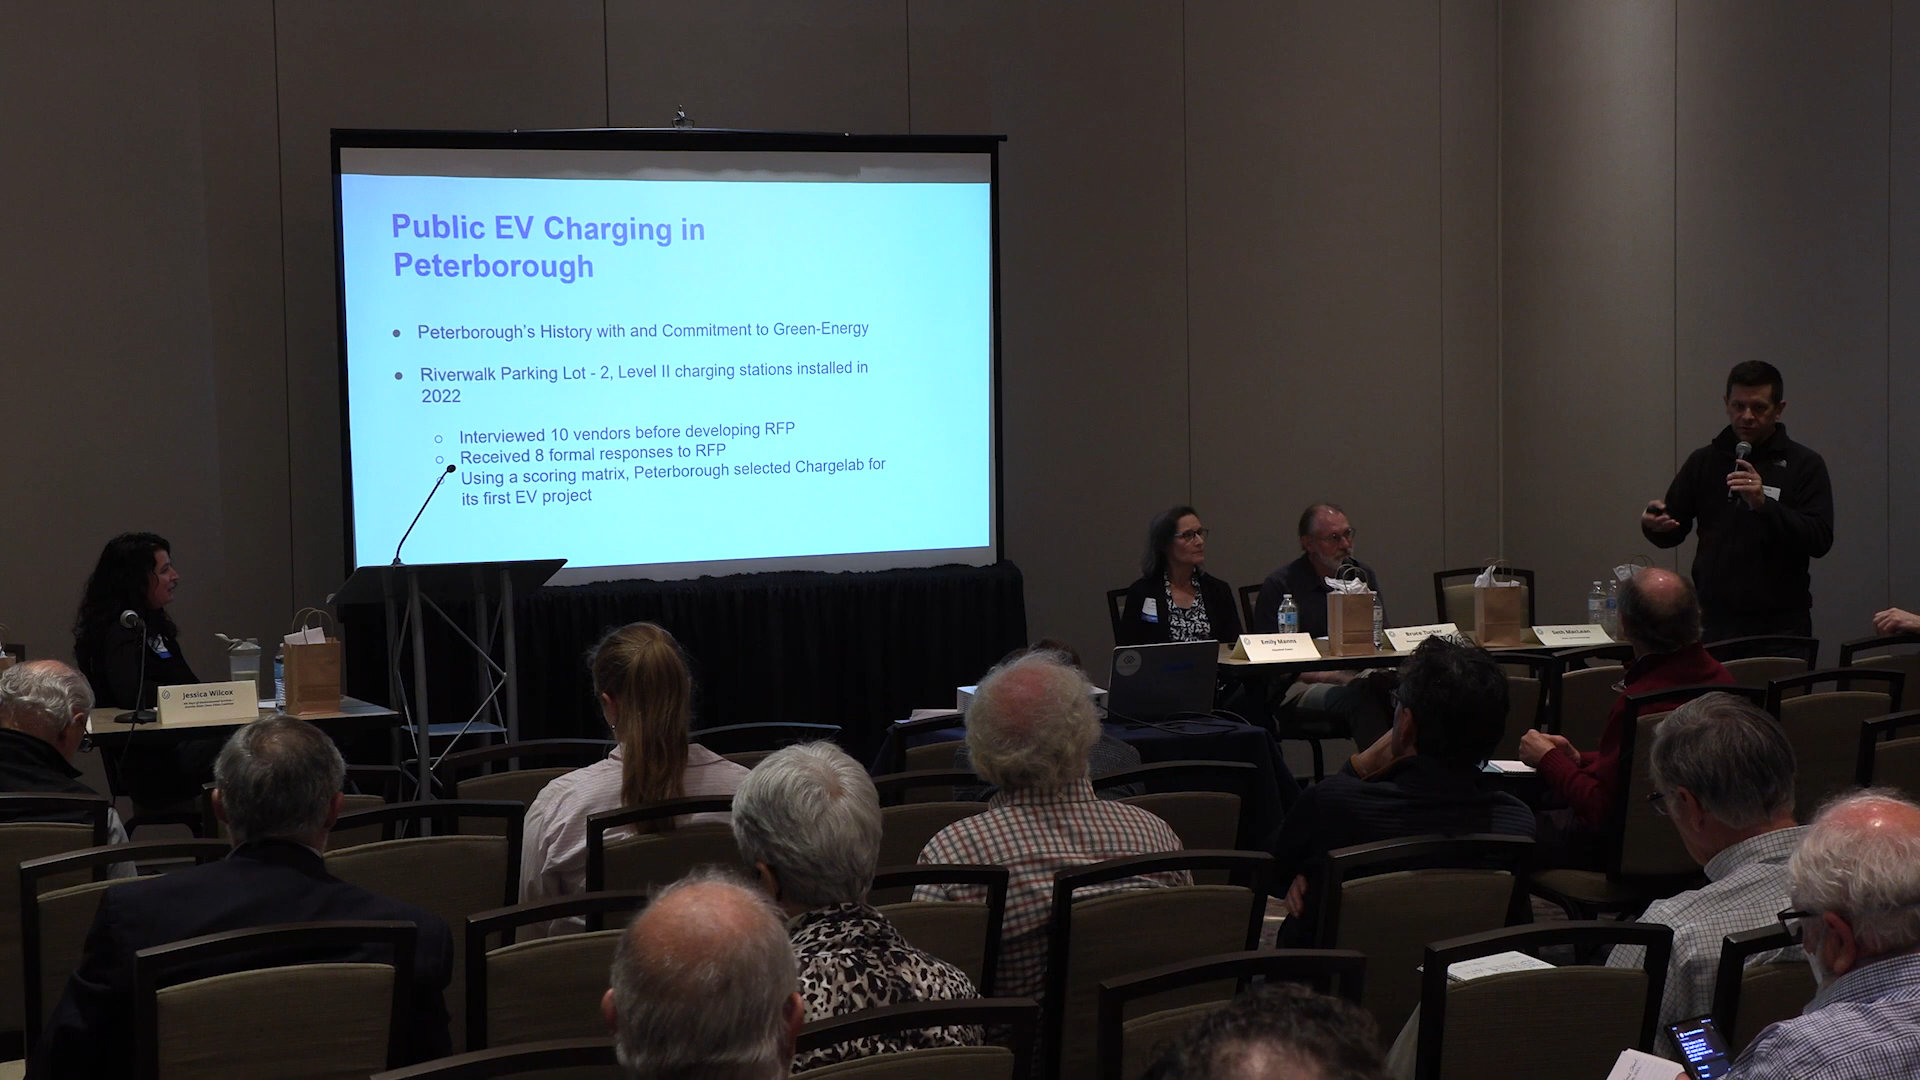 Public EV Charging in
Peterborough
● Peterborough's History with and Commitment to Green-Energy
● Riverwalk Parking Lot - 2, Level II charging stations installed in
2022
○ Interviewed 10 vendors before developing RFP
○ Received 8 formal responses to RFP
○ Using a scoring matrix, Peterborough selected Chargelab for
its first EV project
Jessica Wilcox
Emily Manns
Bruce Tucker
Seth MacLean